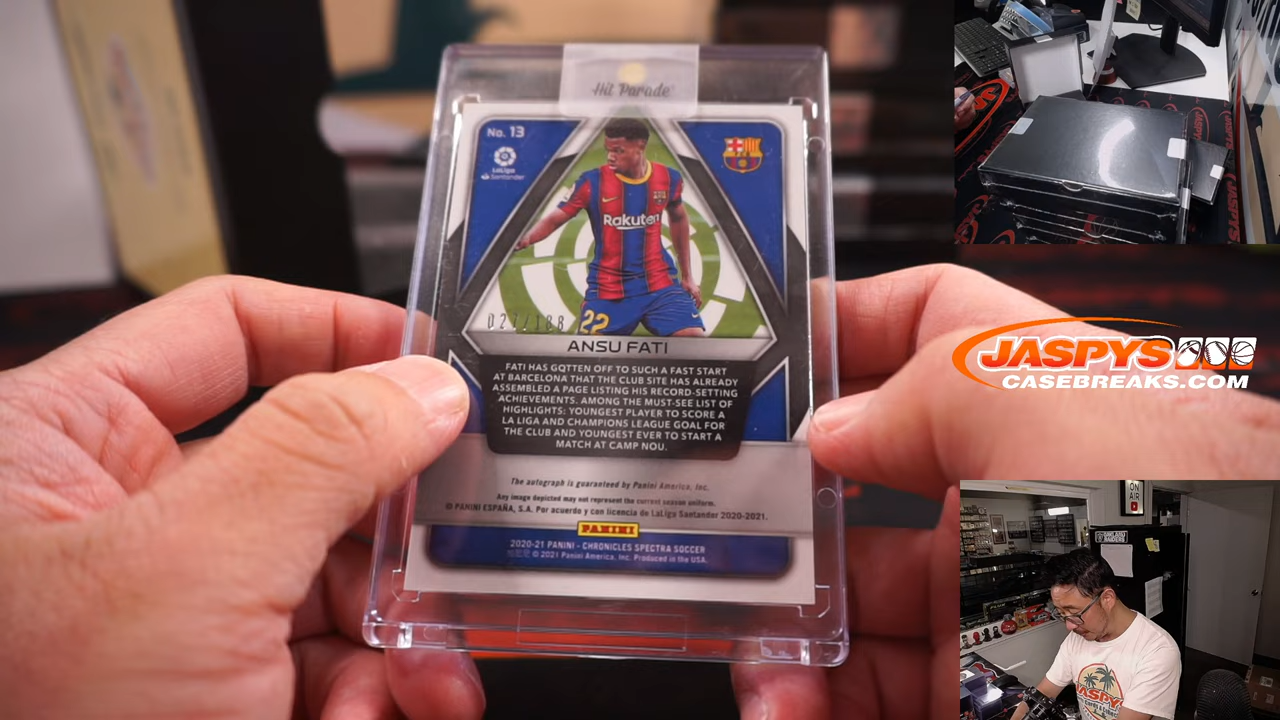 Hit Parade
No. 13
LaLiga
Santander
Rakuten
22
ANSU FATI
FATI HAS GOTTEN OFF TO SUCH A FAST START
AT BARCELONA THAT THE CLUB SITE HAS ALREADY
ASSEMBLED A PAGE LISTING HIS RECORD-SETTING
ACHIEVEMENTS. AMONG THE MUST-SEE LIST OF
HIGHLIGHTS: YOUNGEST PLAYER TO SCORE A
LA LIGA AND CHAMPIONS LEAGUE GOAL FOR
THE CLUB AND YOUNGEST EVER TO START A
MATCH AT CAMP NOU.
The autograph is guaranteed by Panini America, Inc.
Any image depicted may not represent the current season uniform.
© PANINI ESPAÑA, S.A. Por acuerdo y con licencia de LaLiga Santander 2020-2021.
PANINI
2020-21 PANINI - CHRONICLES SPECTRA SOCCER
© 2021 Panini America, Inc. Produced in the USA.
JASPYS
CASEBREAKS.COM
ON
AIR
JASPYS